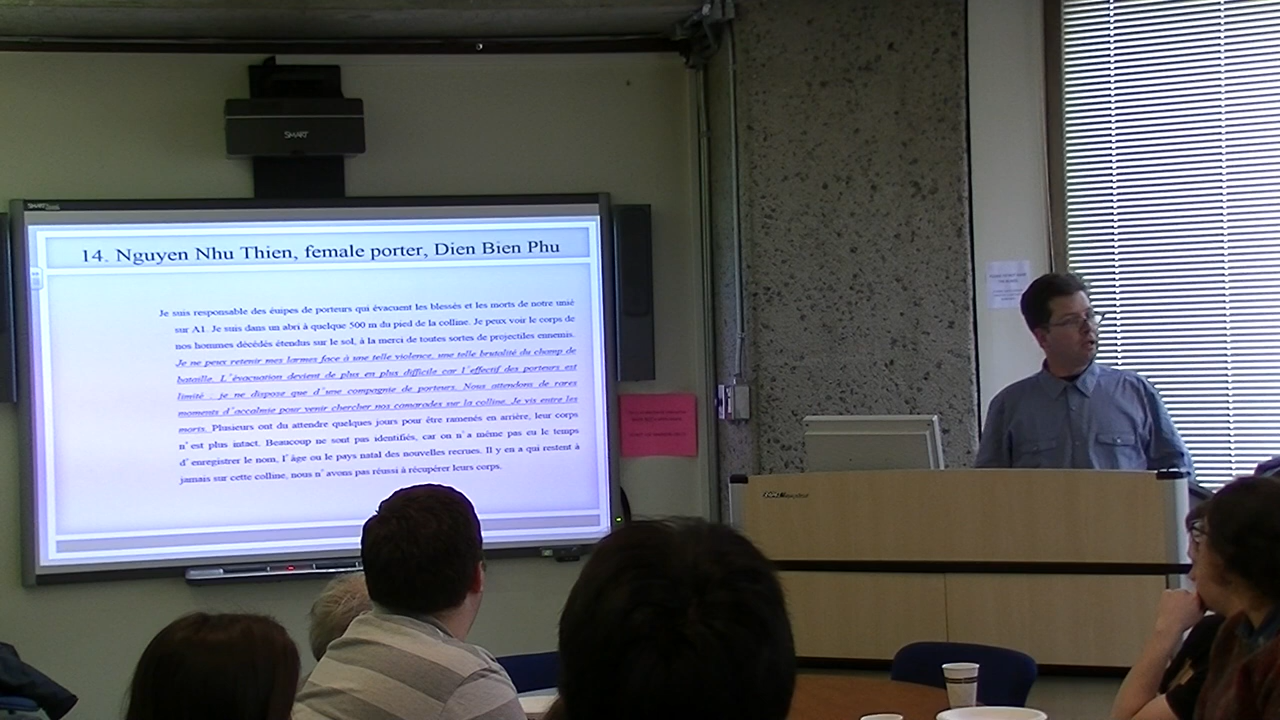 SMART
14. Nguyen Nhu Thien, female porter, Dien Bien Phu
Je suis responsable des éuipes de porteurs qui évacuent les blessés et les morts de notre unié
sur A1. Je suis dans un abri à quelque 500 m du pied de la colline. Je peux voir le corps de
nos hommes décédés étendus sur le sol, à la merci de toutes sortes de projectiles ennemis.
Je ne peux retenir mes larmes face à une telle violence, une telle brutalité du champ de
bataille. L'évacuation devient de plus en plus difficile car l'effectif des porteurs est
limité : je ne dispose que d'une compagnie de porteurs. Nous attendons de rares
moments d'accalmie pour venir chercher nos camarades sur la colline. Je vis entre les
morts. Plusieurs ont du attendre quelques jours pour être ramenés en arrière, leur corps
n'est plus intact. Beaucoup ne sont pas identifiés, car on n'a même pas eu le temps
d'enregistrer le nom, l'âge ou le pays natal des nouvelles recrues. Il y en a qui restent à
jamais sur cette colline, nous n'avons pas réussi à récupérer leurs corps.